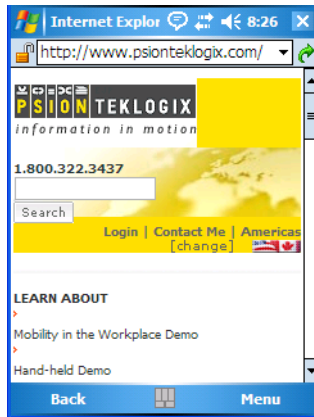 Internet Explor 8:26
http://www.psionteklogix.com/
PSION TEKLOGIX
information in motion
1.800.322.3437
Search
Login | Contact Me | Americas
[change]
LEARN ABOUT
Mobility in the Workplace Demo
Hand-held Demo
Back Menu